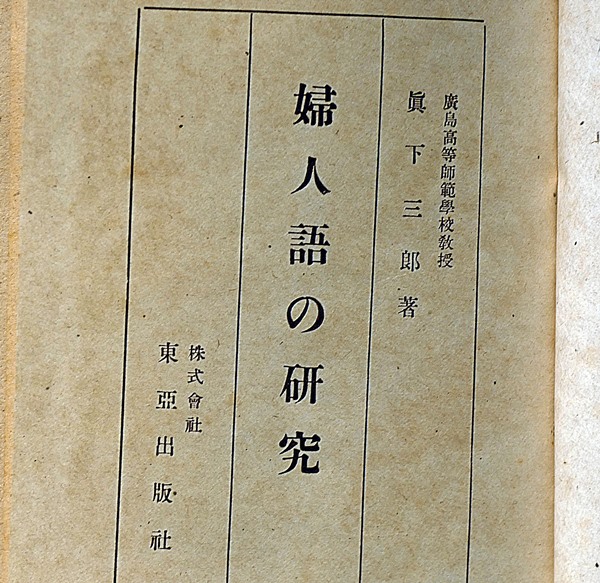 廣島高等師範學校敎授
眞下三郎著
婦人語の研究
株式會社
東亞出版社